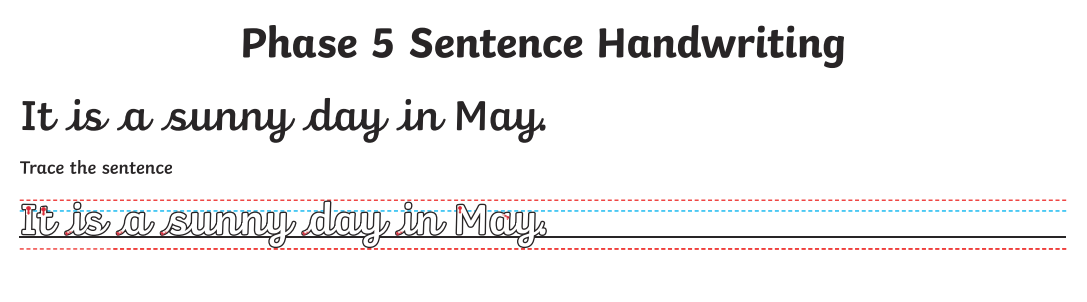 Phase 5 Sentence Handwriting
It is a sunny day in May.
Trace the sentence
It is a sunny day in May.